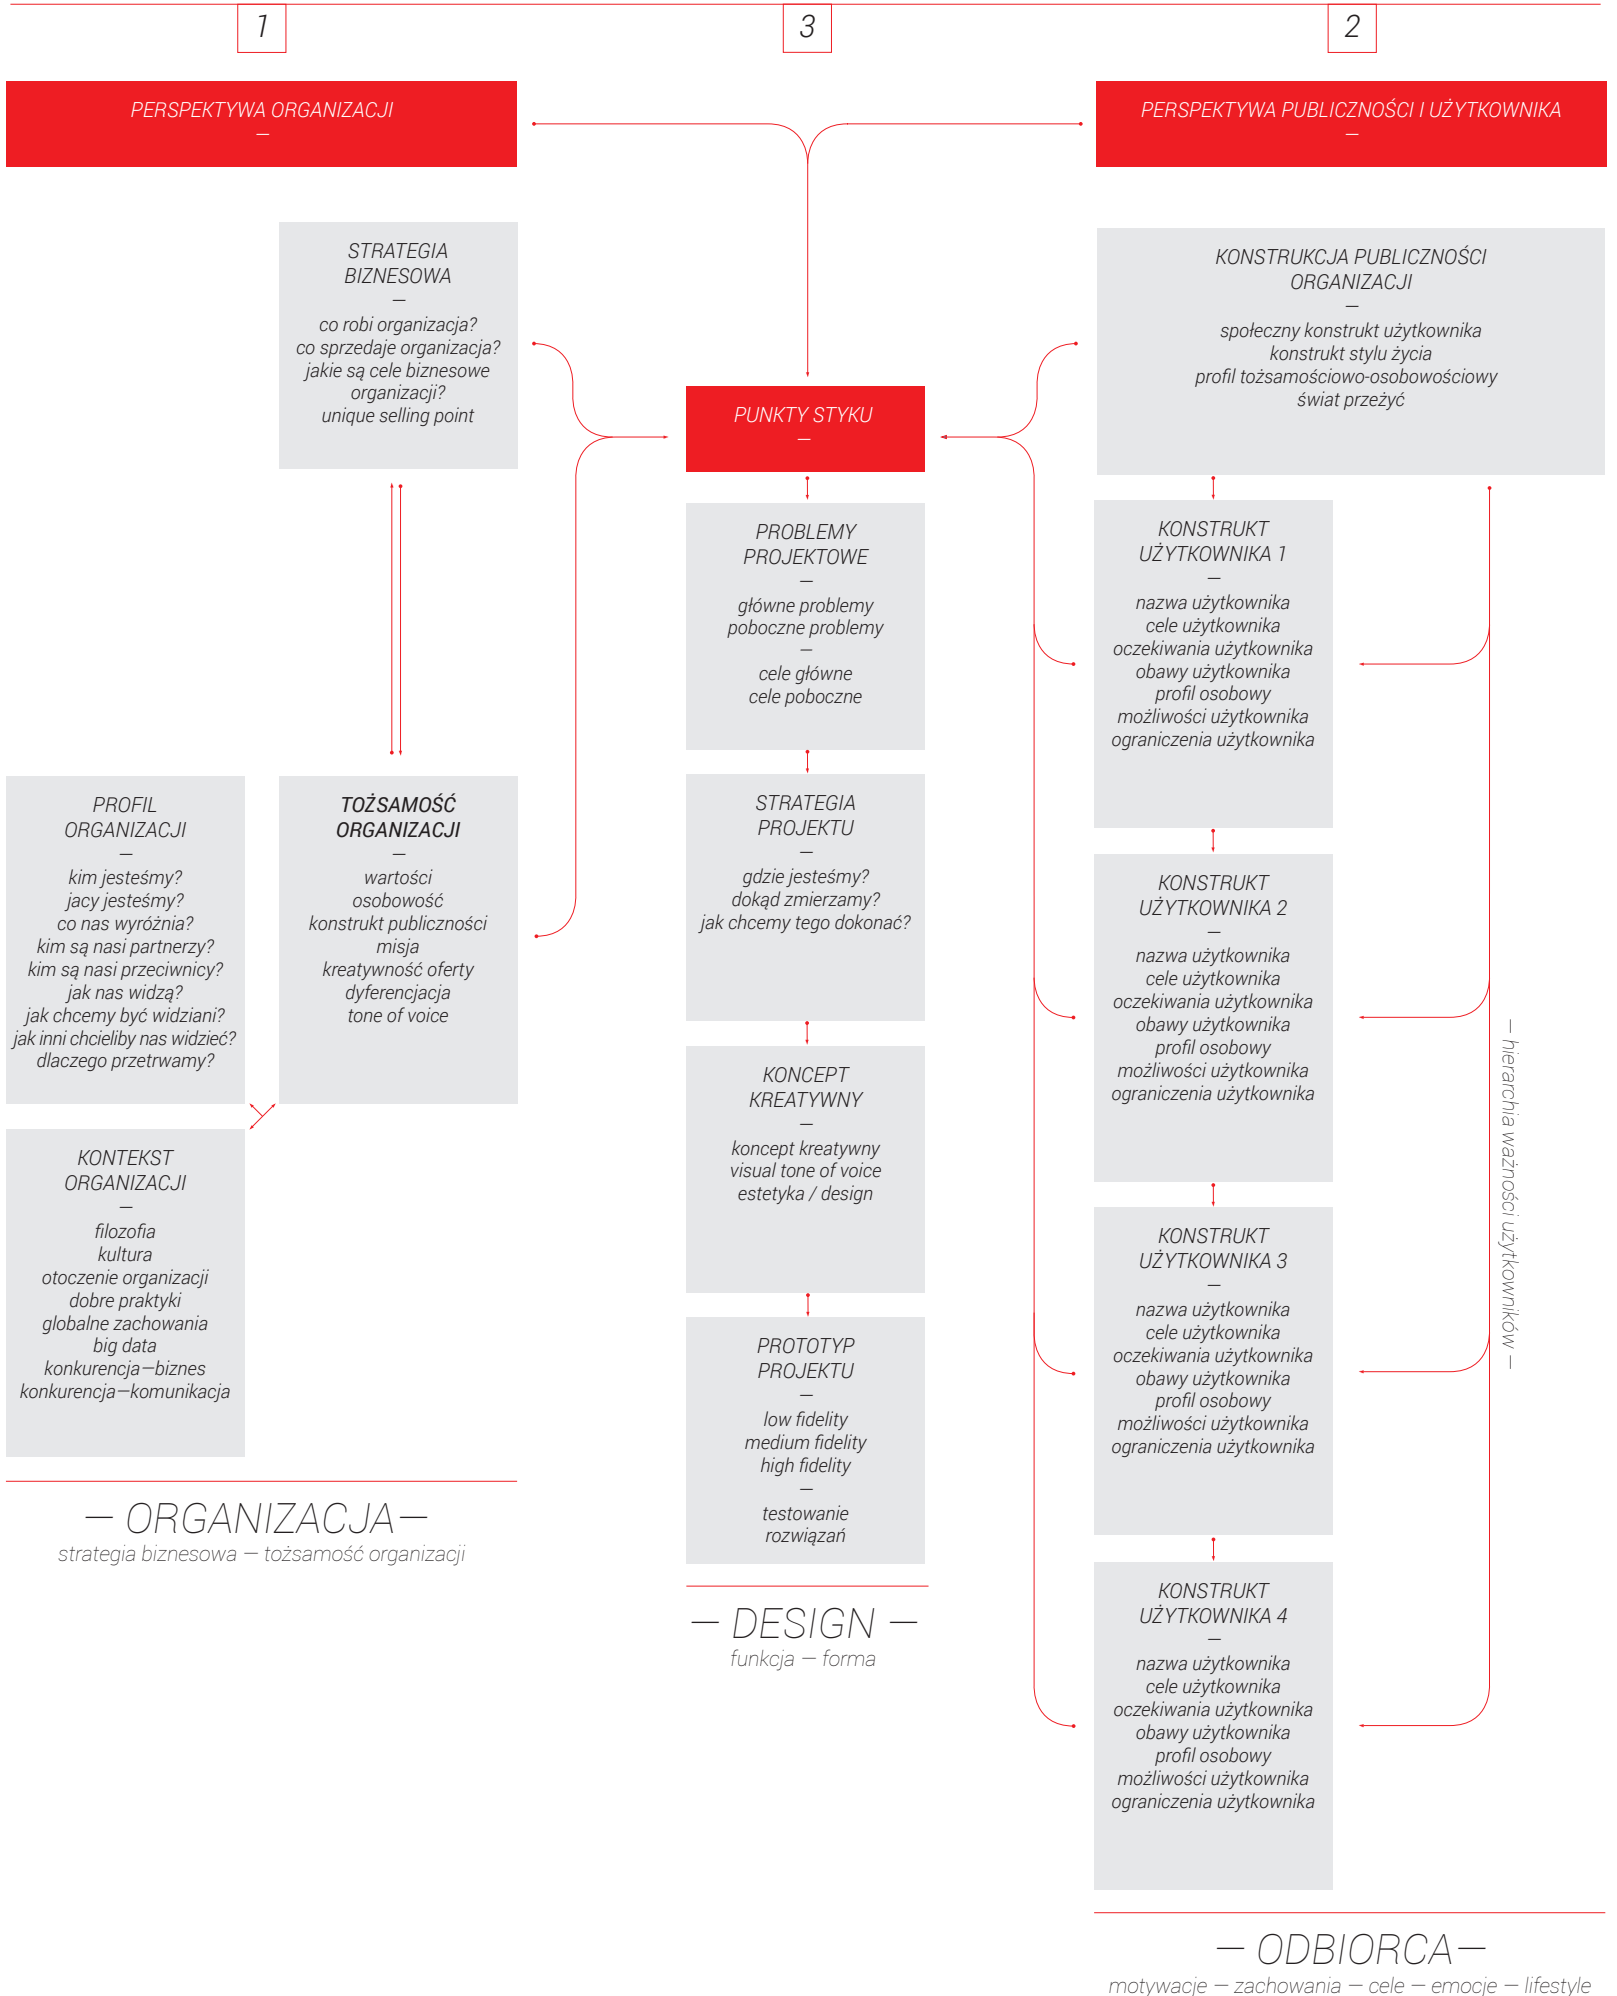 1
3
2
PERSPEKTYWA ORGANIZACJI
—
PERSPEKTYWA PUBLICZNOŚCI I UŻYTKOWNIKA
—
STRATEGIA
BIZNESOWA
—
co robi organizacja?
co sprzedaje organizacja?
jakie są cele biznesowe
organizacji?
unique selling point
PROFIL
ORGANIZACJI
—
kim jesteśmy?
jacy jesteśmy?
co nas wyróżnia?
kim są nasi partnerzy?
kim są nasi przeciwnicy?
jak nas widzą?
jak chcemy być widziani?
jak inni chcieliby nas widzieć?
dlaczego przetrwamy?
TOŻSAMOŚĆ
ORGANIZACJI
—
wartości
osobowość
konstrukt publiczności
misja
kreatywność oferty
dyferencjacja
tone of voice
KONTEKST
ORGANIZACJI
—
filozofia
kultura
otoczenie organizacji
dobre praktyki
globalne zachowania
big data
konkurencja—biznes
konkurencja—komunikacja
— ORGANIZACJA—
strategia biznesowa — tożsamość organizacji
PUNKTY STYKU
—
PROBLEMY
PROJEKTOWE
—
główne problemy
poboczne problemy
—
cele główne
cele poboczne
STRATEGIA
PROJEKTU
—
gdzie jesteśmy?
dokąd zmierzamy?
jak chcemy tego dokonać?
KONCEPT
KREATYWNY
—
koncept kreatywny
visual tone of voice
estetyka / design
PROTOTYP
PROJEKTU
—
low fidelity
medium fidelity
high fidelity
—
testowanie
rozwiązań
— DESIGN —
funkcja — forma
KONSTRUKCJA PUBLICZNOŚCI
ORGANIZACJI
—
społeczny konstrukt użytkownika
konstrukt stylu życia
profil tożsamościowo-osobowościowy
świat przeżyć
KONSTRUKT
UŻYTKOWNIKA 1
—
nazwa użytkownika
cele użytkownika
oczekiwania użytkownika
obawy użytkownika
profil osobowy
możliwości użytkownika
ograniczenia użytkownika
KONSTRUKT
UŻYTKOWNIKA 2
—
nazwa użytkownika
cele użytkownika
oczekiwania użytkownika
obawy użytkownika
profil osobowy
możliwości użytkownika
ograniczenia użytkownika
KONSTRUKT
UŻYTKOWNIKA 3
—
nazwa użytkownika
cele użytkownika
oczekiwania użytkownika
obawy użytkownika
profil osobowy
możliwości użytkownika
ograniczenia użytkownika
KONSTRUKT
UŻYTKOWNIKA 4
—
nazwa użytkownika
cele użytkownika
oczekiwania użytkownika
obawy użytkownika
profil osobowy
możliwości użytkownika
ograniczenia użytkownika
— hierarchia ważności użytkowników —
— ODBIORCA—
motywacje — zachowania — cele — emocje — lifestyle